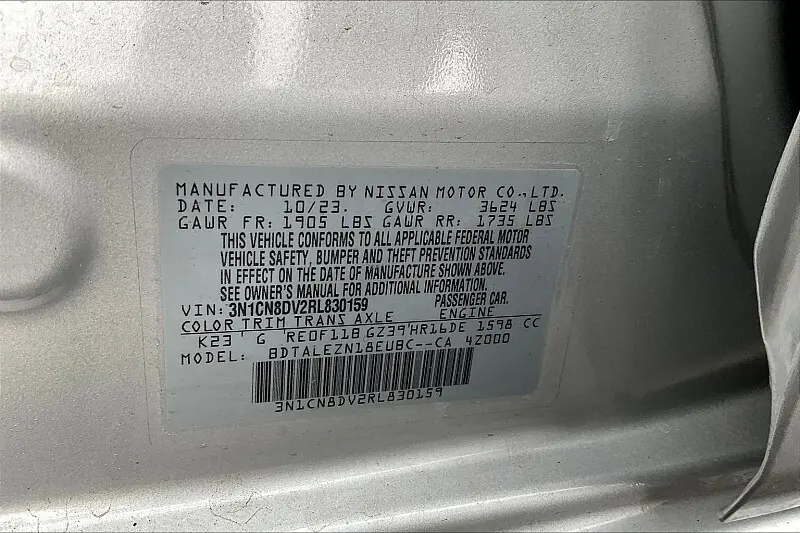 MANUFACTURED BY NISSAN MOTOR CO., LTD.
DATE: 10/23. GVWR: 3624 LBS
GAWR FR: 1905 LBS GAWR RR: 1735 LBS
THIS VEHICLE CONFORMS TO ALL APPLICABLE FEDERAL MOTOR
VEHICLE SAFETY, BUMPER AND THEFT PREVENTION STANDARDS
IN EFFECT ON THE DATE OF MANUFACTURE SHOWN ABOVE.
SEE OWNER'S MANUAL FOR ADDITIONAL INFORMATION.
VIN: 3N1CN8DV2RL830159 PASSENGER CAR.
COLOR TRIM TRANS AXLE ENGINE
K23 G RE0F11B GZ39 HR16DE 1598 CC
MODEL: BDTALEZN18EUBC--CA 4Z000
3N1CN8DV2RL830159